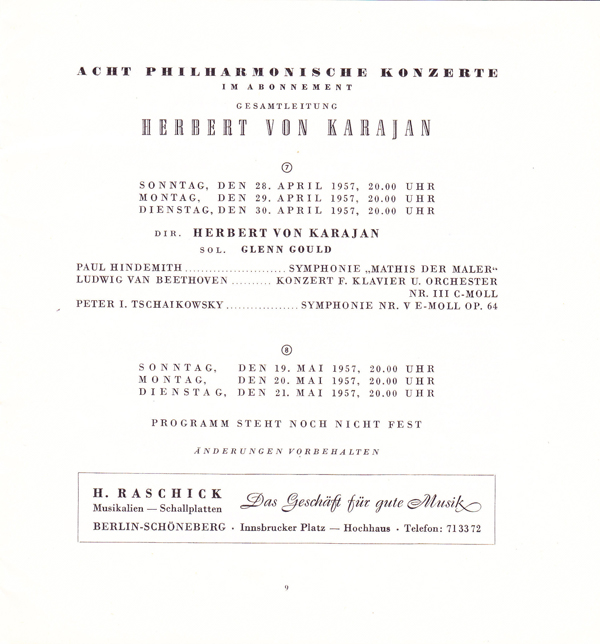 ACHT PHILHARMONISCHE KONZERTE
IM ABONNEMENT
GESAMTLEITUNG
HERBERT VON KARAJAN
⑦
SONNTAG, DEN 28. APRIL 1957, 20.00 UHR
MONTAG, DEN 29. APRIL 1957, 20.00 UHR
DIENSTAG, DEN 30. APRIL 1957, 20.00 UHR
DIR. HERBERT VON KARAJAN
SOL. GLENN GOULD
PAUL HINDEMITH ......................... SYMPHONIE „MATHIS DER MALER“
LUDWIG VAN BEETHOVEN .......... KONZERT F. KLAVIER U. ORCHESTER
NR. III C-MOLL
PETER I. TSCHAIKOWSKY .................. SYMPHONIE NR. V E-MOLL OP. 64
⑧
SONNTAG, DEN 19. MAI 1957, 20.00 UHR
MONTAG, DEN 20. MAI 1957, 20.00 UHR
DIENSTAG, DEN 21. MAI 1957, 20.00 UHR
PROGRAMM STEHT NOCH NICHT FEST
ÄNDERUNGEN VORBEHALTEN
H. RASCHICK Das Geschäft für gute Musik
Musikalien — Schallplatten
BERLIN-SCHÖNEBERG · Innsbrucker Platz — Hochhaus · Telefon: 71 33 72
9